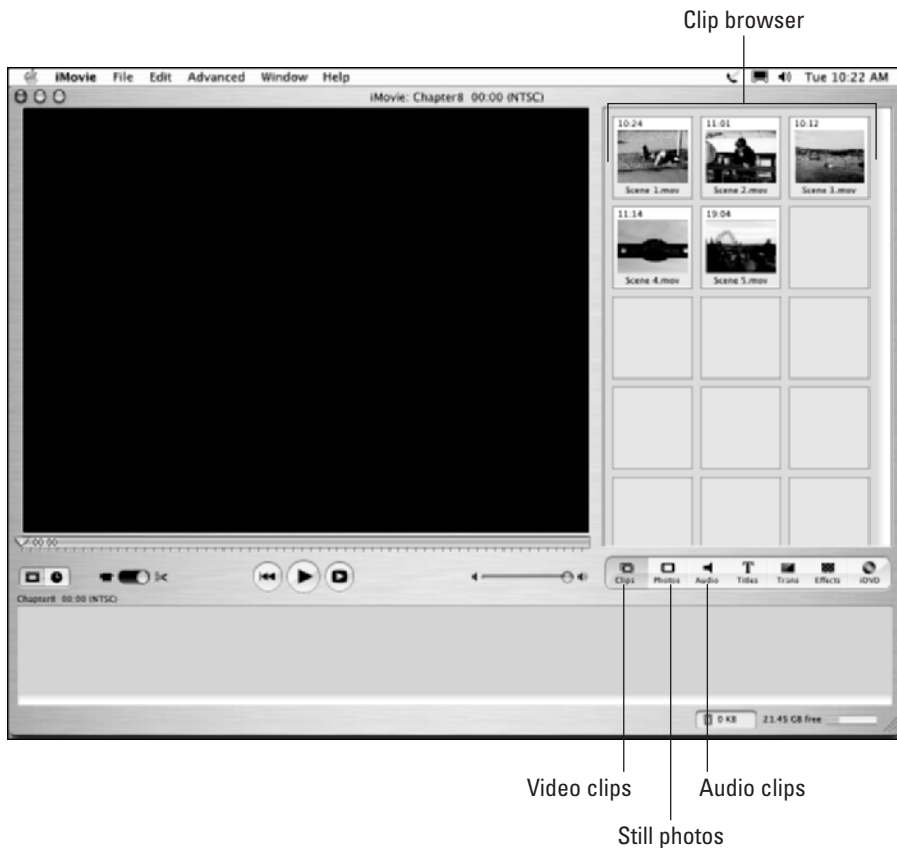 Clip browser
iMovie File Edit Advanced Window Help Tue 10:22 AM
iMovie: Chapter8 00:00 (NTSC)
10:24 11:01 10:12
Scene 1.mov Scene 2.mov Scene 3.mov
11:14 19:04
Scene 4.mov Scene 5.mov
00:00
Clips Photos Audio Titles Trans Effects iDVD
Chapter8 00:00 (NTSC)
0 KB 21.45 GB free
Video clips Audio clips
Still photos